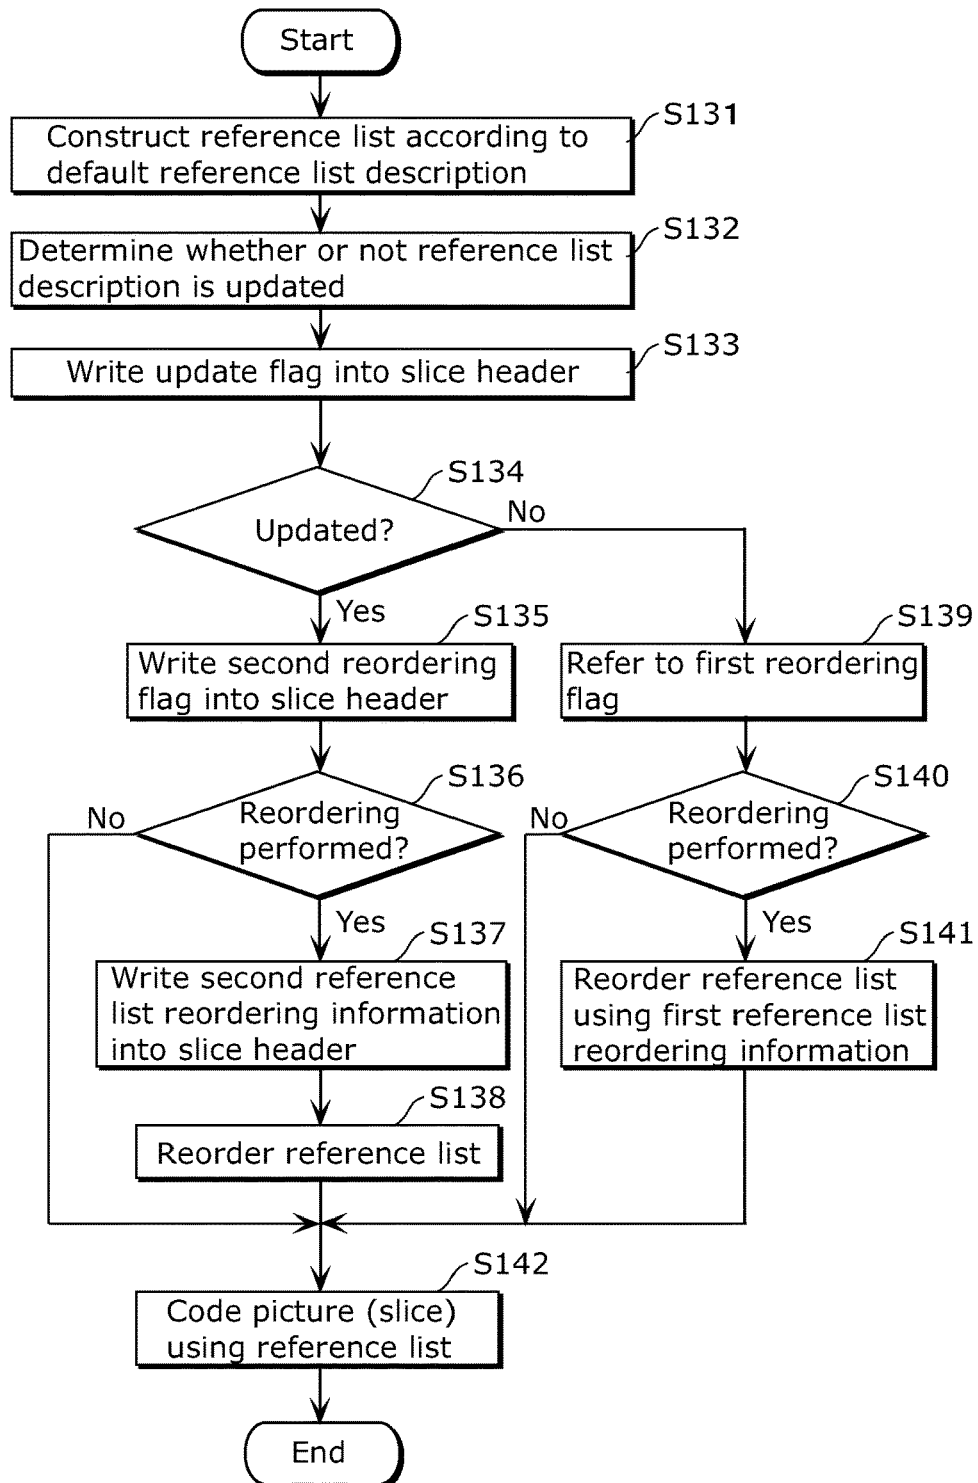 Start
S131
Construct reference list according to
default reference list description
S132
Determine whether or not reference list
description is updated
S133
Write update flag into slice header
S134
Updated?
No
Yes
S135
Write second reordering
flag into slice header
S139
Refer to first reordering
flag
S136
No
Reordering
performed?
S140
No
Reordering
performed?
Yes
S137
Write second reference
list reordering information
into slice header
Yes
S141
Reorder reference list
using first reference list
reordering information
S138
Reorder reference list
S142
Code picture (slice)
using reference list
End